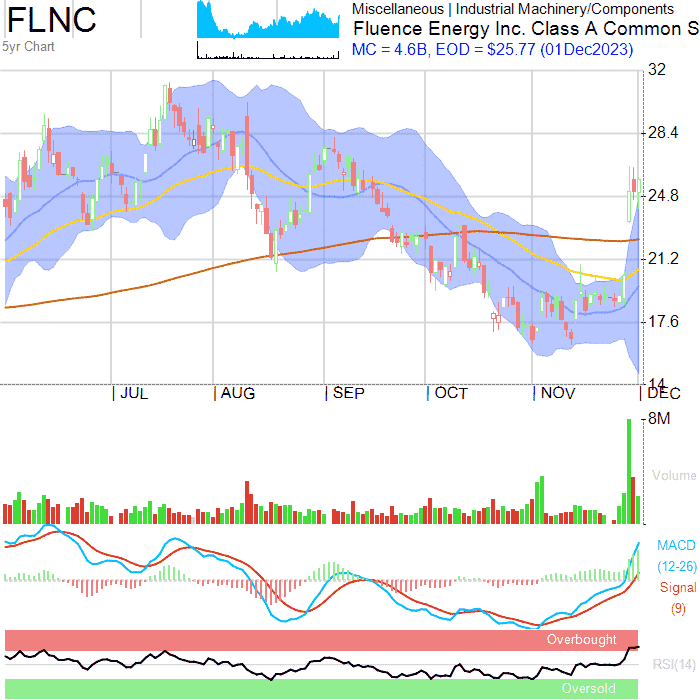 FLNC
5yr Chart
Miscellaneous | Industrial Machinery/Components
Fluence Energy Inc. Class A Common S
MC = 4.6B, EOD = $25.77 (01Dec2023)
32
28.4
24.8
21.2
17.6
14
JUL AUG SEP OCT NOV DEC
8M
Volume
MACD
(12-26)
Signal
(9)
Overbought
RSI(14)
Oversold